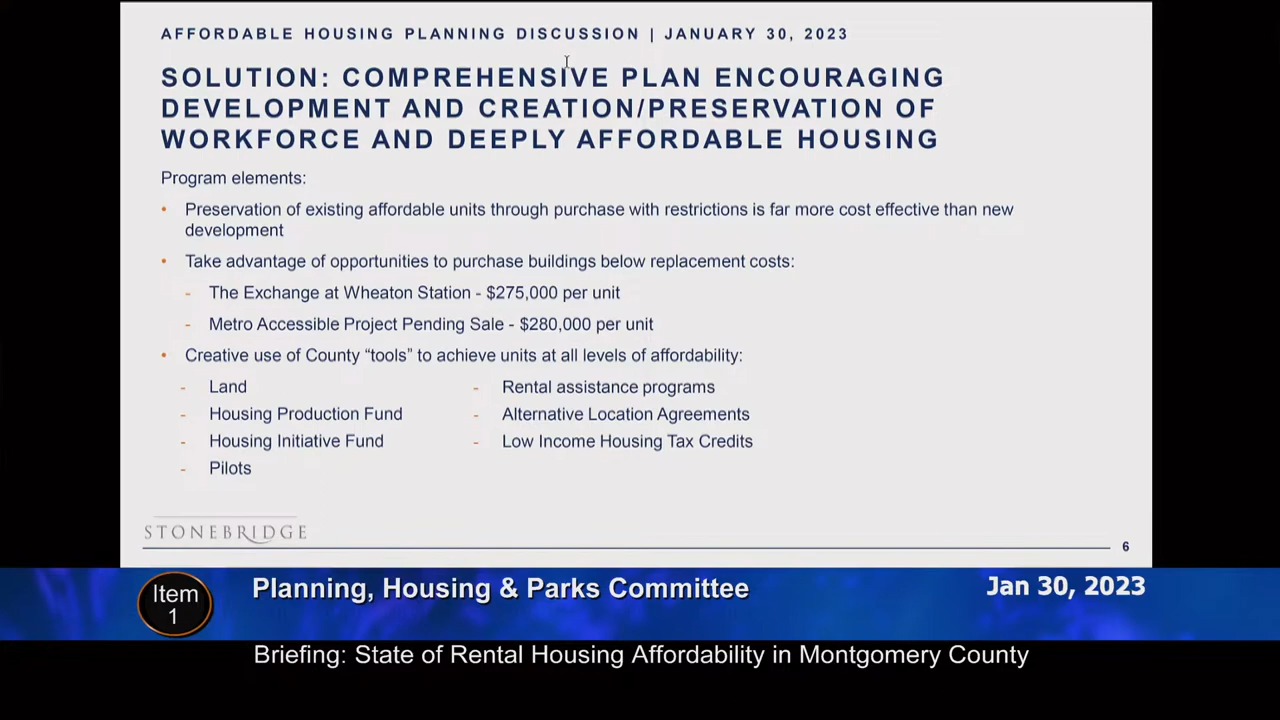 AFFORDABLE HOUSING PLANNING DISCUSSION | JANUARY 30, 2023
SOLUTION: COMPREHENSIVE PLAN ENCOURAGING
DEVELOPMENT AND CREATION/PRESERVATION OF
WORKFORCE AND DEEPLY AFFORDABLE HOUSING
Program elements:
• Preservation of existing affordable units through purchase with restrictions is far more cost effective than new
development
• Take advantage of opportunities to purchase buildings below replacement costs:
- The Exchange at Wheaton Station - $275,000 per unit
- Metro Accessible Project Pending Sale - $280,000 per unit
• Creative use of County “tools” to achieve units at all levels of affordability:
- Land
- Housing Production Fund
- Housing Initiative Fund
- Pilots
- Rental assistance programs
- Alternative Location Agreements
- Low Income Housing Tax Credits
STONEBRIDGE
6
Item
1
Planning, Housing & Parks Committee
Jan 30, 2023
Briefing: State of Rental Housing Affordability in Montgomery County